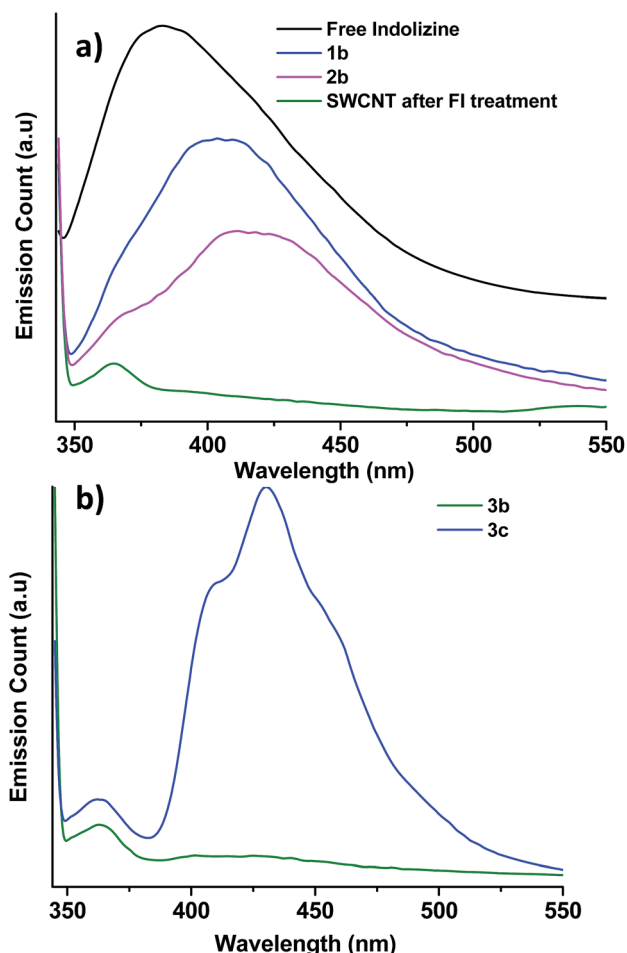 a)
Free Indolizine
1b
2b
SWCNT after FI treatment
Emission Count (a.u)
350 400 450 500 550
Wavelength (nm)
b)
3b
3c
Emission Count (a.u)
350 400 450 500 550
Wavelength (nm)